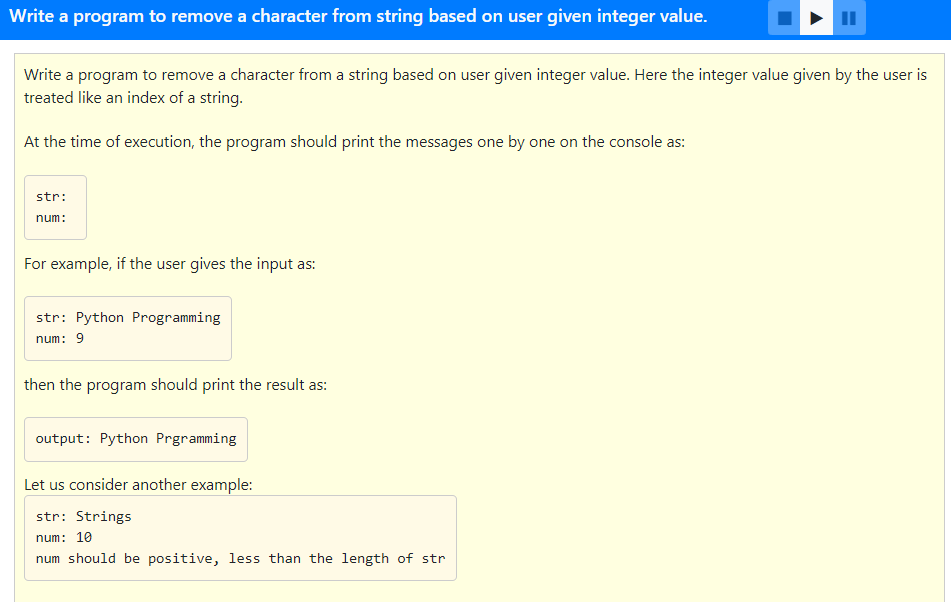 Write a program to remove a character from string based on user given integer value.
Write a program to remove a character from a string based on user given integer value. Here the integer value given by the user is
treated like an index of a string.
At the time of execution, the program should print the messages one by one on the console as:
str:
num:
For example, if the user gives the input as:
str: Python Programming
num: 9
then the program should print the result as:
output: Python Prgramming
Let us consider another example:
str: Strings
num: 10
num should be positive, less than the length of str